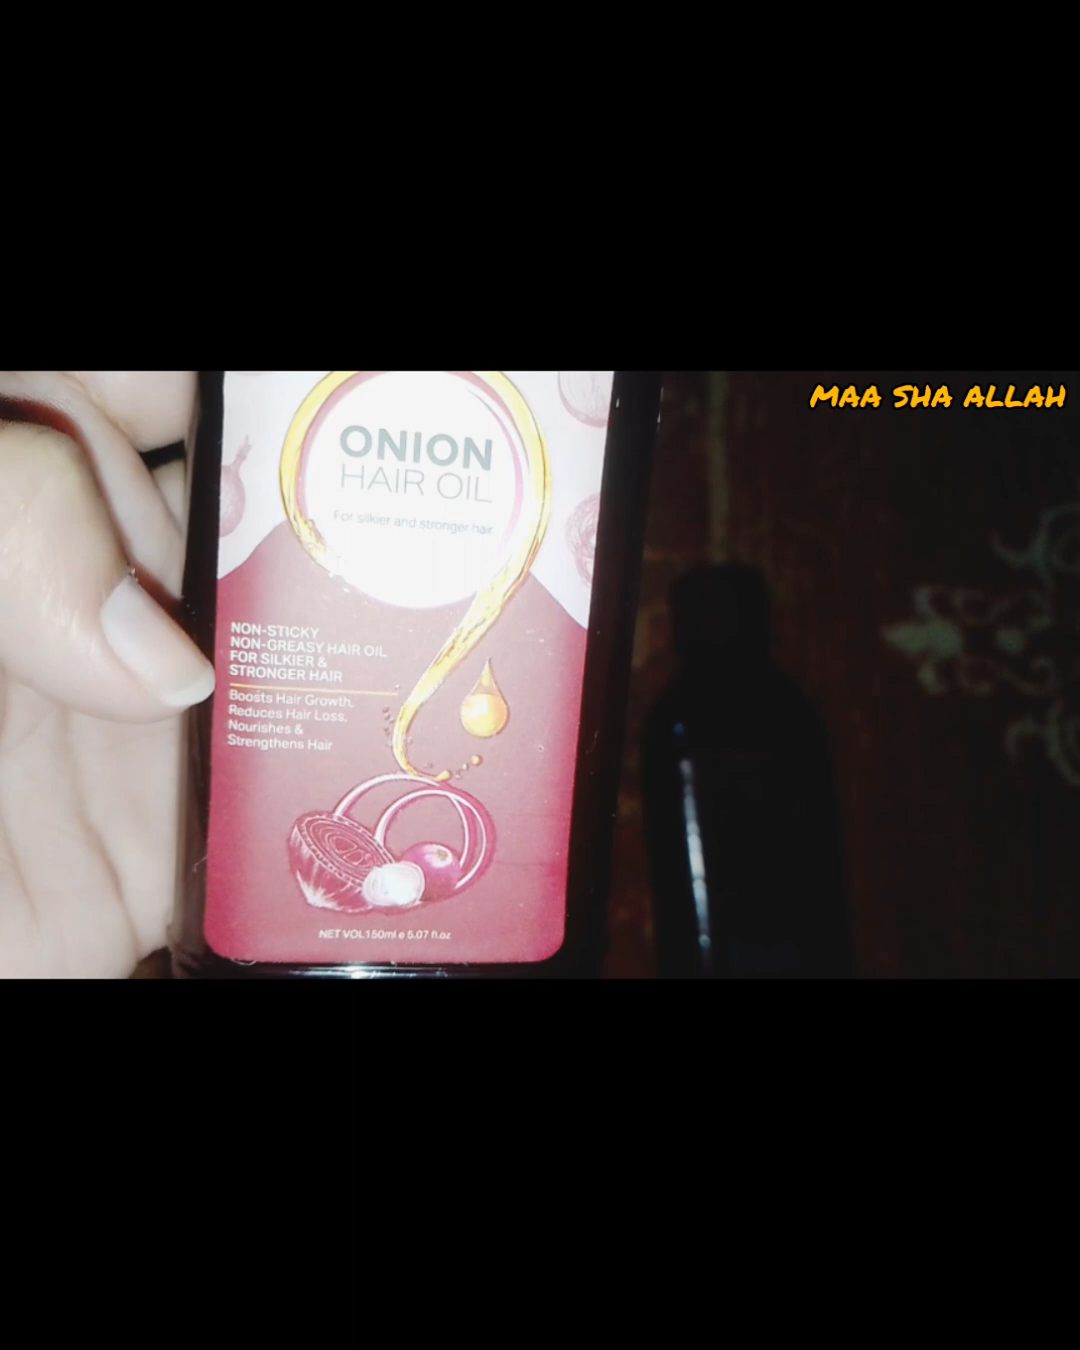 MAA SHA ALLAH
ONION
HAIR OIL
For silkier and stronger hair
NON-STICKY
NON-GREASY HAIR OIL
FOR SILKIER &
STRONGER HAIR
Boosts Hair Growth,
Reduces Hair Loss,
Nourishes &
Strengthens Hair
NET VOL150ml e 5.07 fl.oz